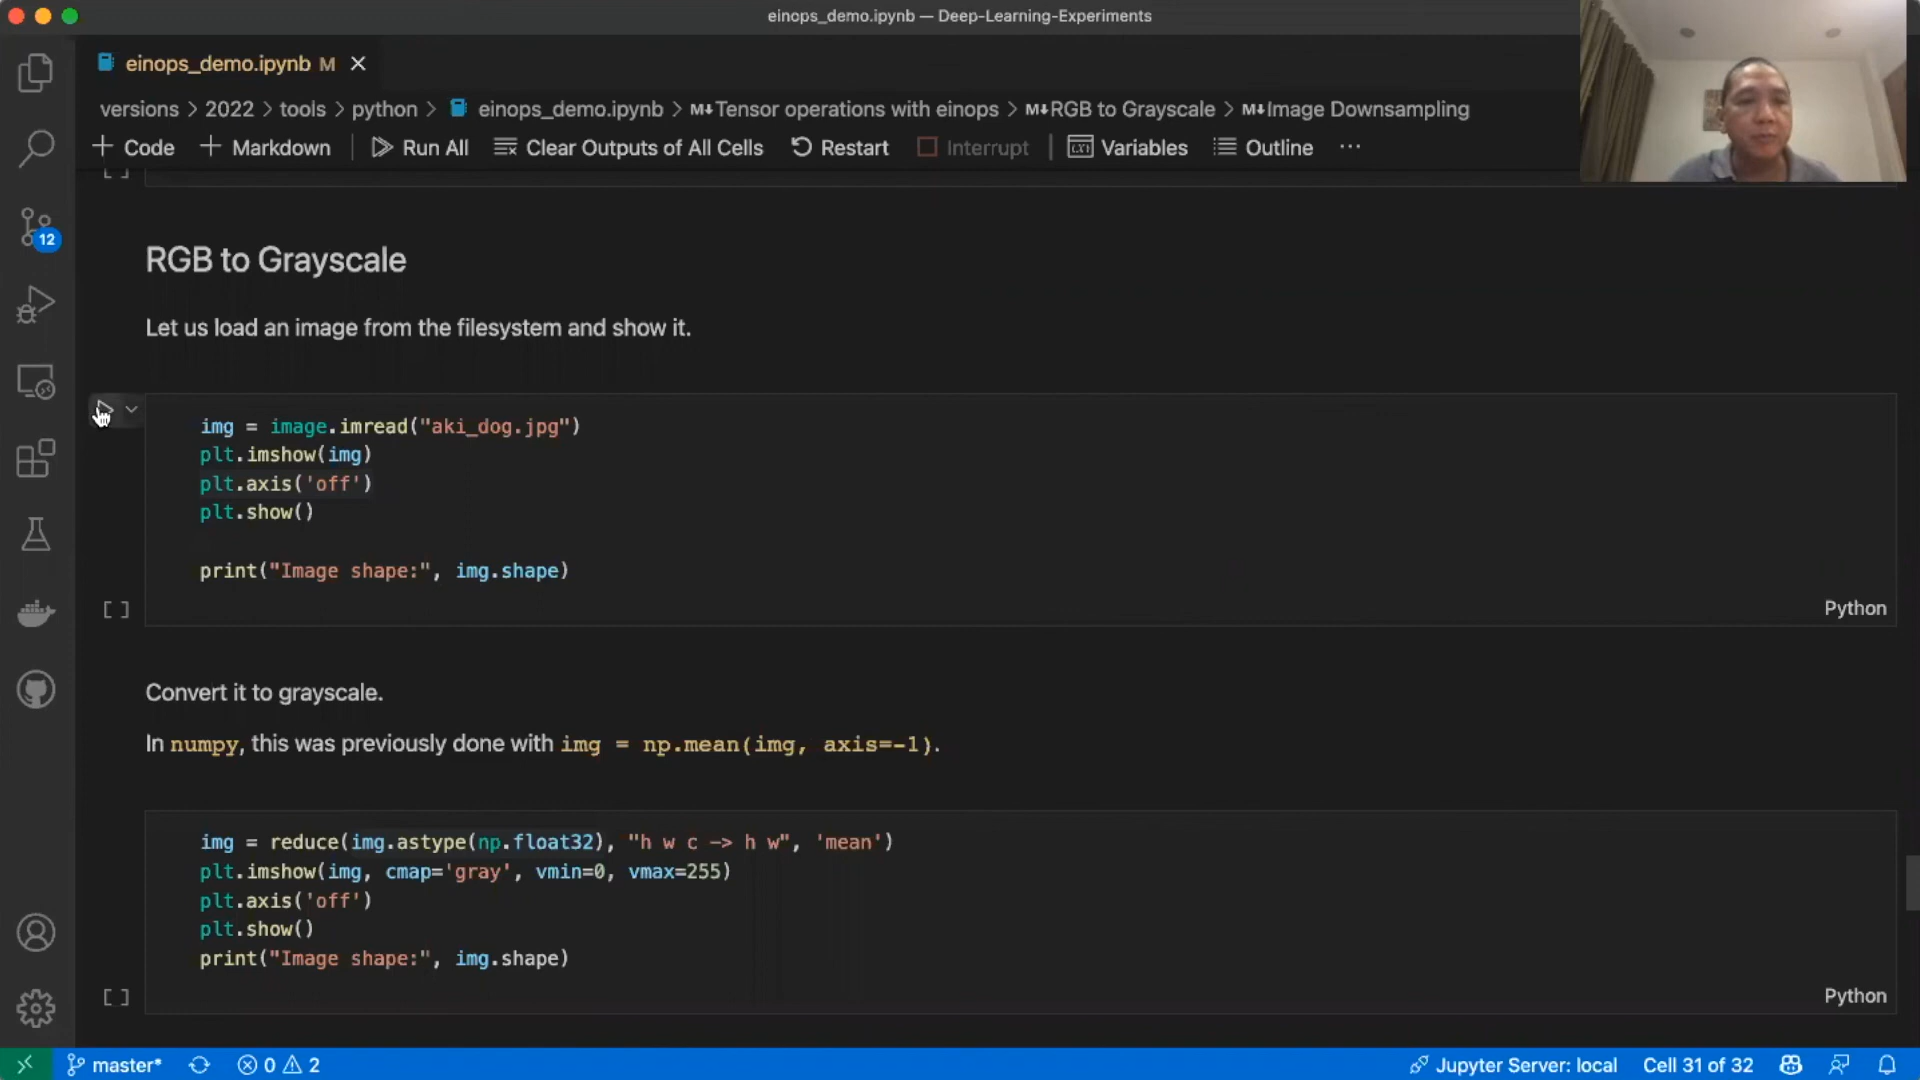 einops_demo.ipynb — Deep-Learning-Experiments
einops_demo.ipynb M
versions > 2022 > tools > python > einops_demo.ipynb > M↓Tensor operations with einops > M↓RGB to Grayscale > M↓Image Downsampling
Code Markdown Run All Clear Outputs of All Cells Restart Interrupt Variables Outline ...
[ ]
12
RGB to Grayscale
Let us load an image from the filesystem and show it.
img = image.imread("aki_dog.jpg")
plt.imshow(img)
plt.axis('off')
plt.show()
print("Image shape:", img.shape)
[ ] Python
Convert it to grayscale.
In numpy, this was previously done with img = np.mean(img, axis=-1).
img = reduce(img.astype(np.float32), "h w c -> h w", 'mean')
plt.imshow(img, cmap='gray', vmin=0, vmax=255)
plt.axis('off')
plt.show()
print("Image shape:", img.shape)
[ ] Python
master* 0 2 Jupyter Server: local Cell 31 of 32